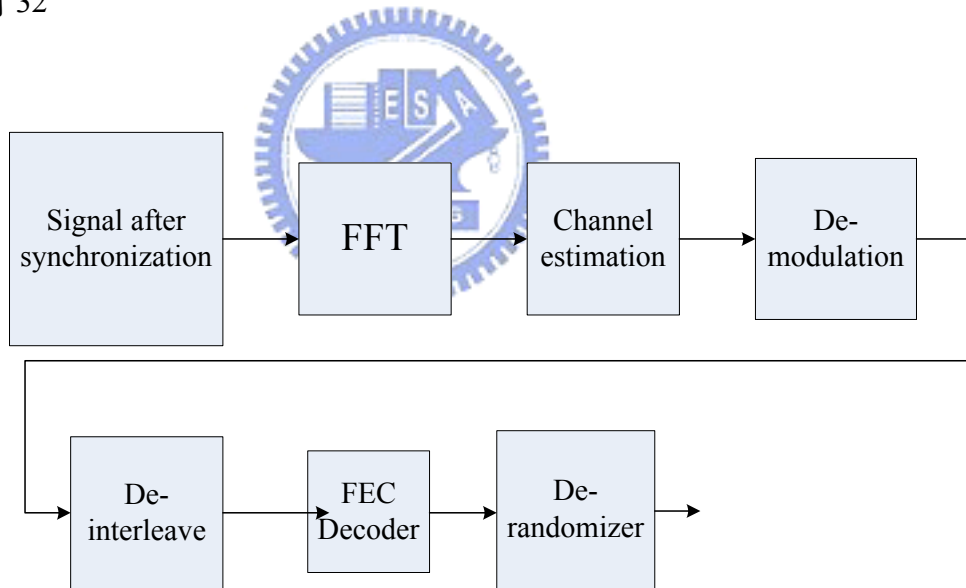 32
Signal after
synchronization
FFT
Channel
estimation
De-
modulation
E S A
De-
interleave
FEC
Decoder
De-
randomizer